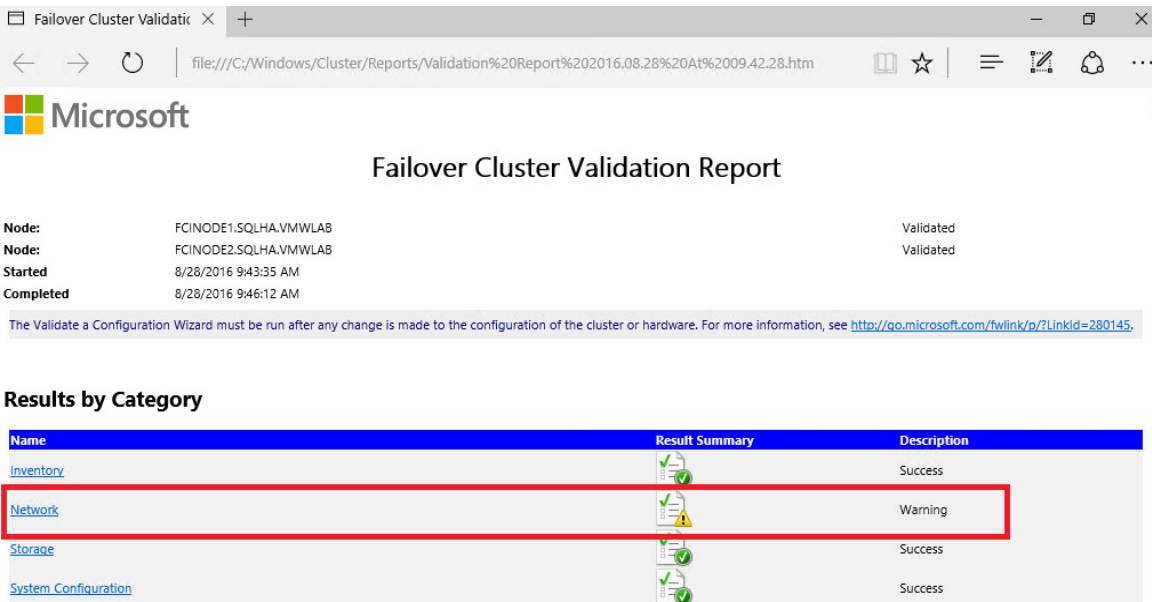 Failover Cluster Validatic
file:///C:/Windows/Cluster/Reports/Validation%20Report%202016.08.28%20At%2009.42.28.htm
Microsoft
Failover Cluster Validation Report
Node: FCINODE1.SQLHA.VMWLAB Validated
Node: FCINODE2.SQLHA.VMWLAB Validated
Started 8/28/2016 9:43:35 AM
Completed 8/28/2016 9:46:12 AM
The Validate a Configuration Wizard must be run after any change is made to the configuration of the cluster or hardware. For more information, see http://go.microsoft.com/fwlink/p/?LinkId=280145.
Results by Category
Name Result Summary Description
Inventory Success
Network Warning
Storage Success
System Configuration Success